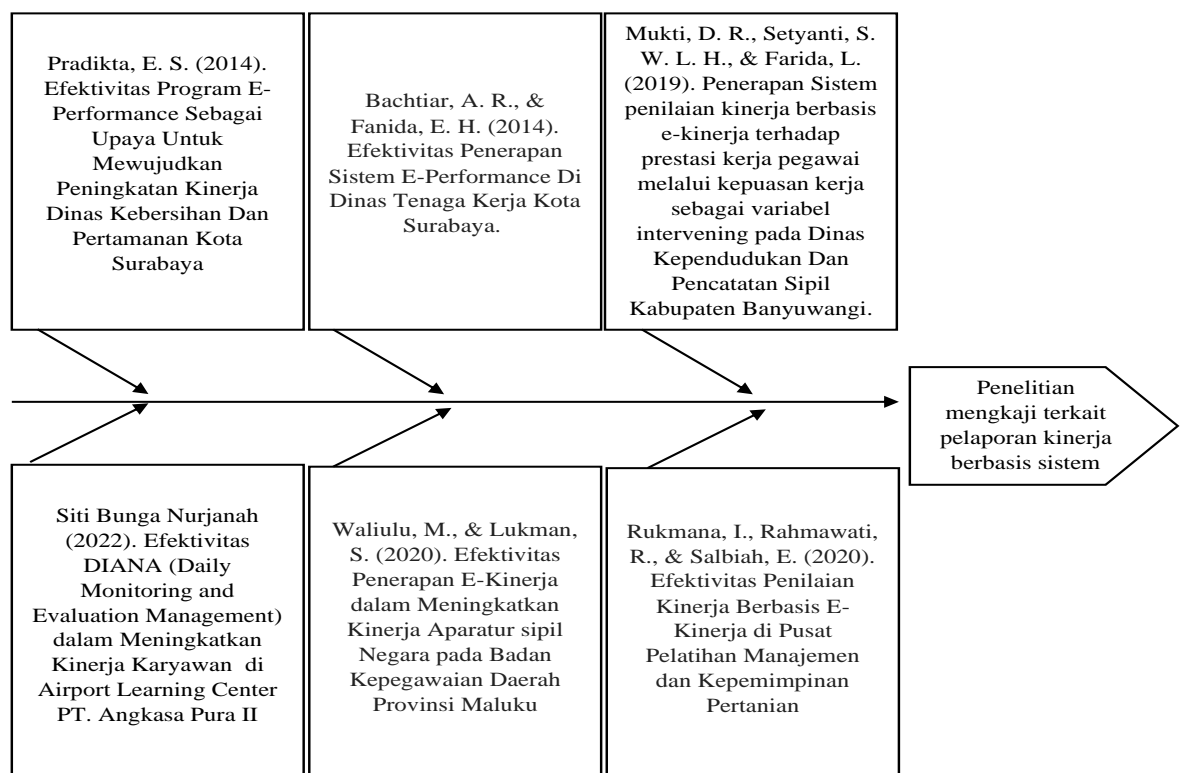 Pradikta, E. S. (2014).
Efektivitas Program E-
Performance Sebagai
Upaya Untuk
Mewujudkan
Peningkatan Kinerja
Dinas Kebersihan Dan
Pertamanan Kota
Surabaya
Bachtiar, A. R., &
Fanida, E. H. (2014).
Efektivitas Penerapan
Sistem E-Performance Di
Dinas Tenaga Kerja Kota
Surabaya.
Mukti, D. R., Setyanti, S.
W. L. H., & Farida, L.
(2019). Penerapan Sistem
penilaian kinerja berbasis
e-kinerja terhadap
prestasi kerja pegawai
melalui kepuasan kerja
sebagai variabel
intervening pada Dinas
Kependudukan Dan
Pencatatan Sipil
Kabupaten Banyuwangi.
Penelitian
mengkaji terkait
pelaporan kinerja
berbasis sistem
Siti Bunga Nurjanah
(2022). Efektivitas
DIANA (Daily
Monitoring and
Evaluation Management)
dalam Meningkatkan
Kinerja Karyawan di
Airport Learning Center
PT. Angkasa Pura II
Waliulu, M., & Lukman,
S. (2020). Efektivitas
Penerapan E-Kinerja
dalam Meningkatkan
Kinerja Aparatur sipil
Negara pada Badan
Kepegawaian Daerah
Provinsi Maluku
Rukmana, I., Rahmawati,
R., & Salbiah, E. (2020).
Efektivitas Penilaian
Kinerja Berbasis E-
Kinerja di Pusat
Pelatihan Manajemen
dan Kepemimpinan
Pertanian